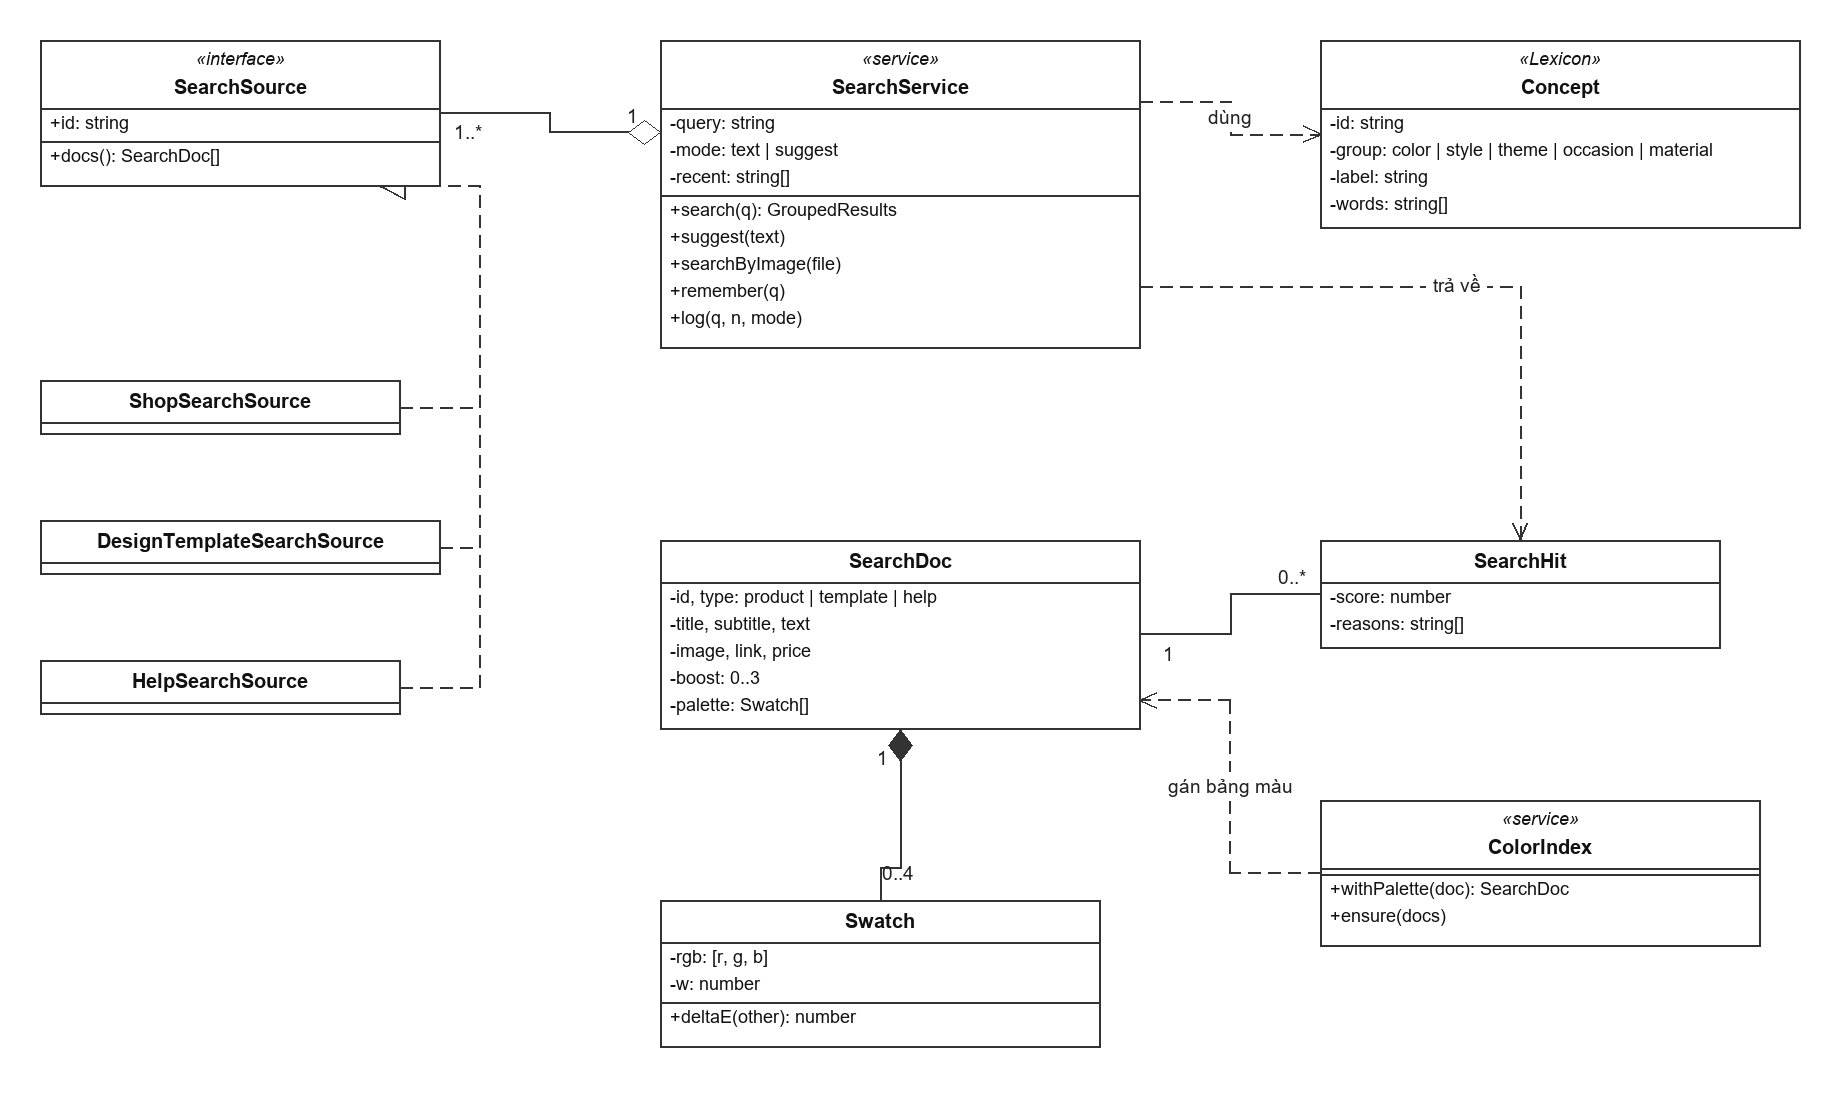 «interface»
SearchSource
+id: string
+docs(): SearchDoc[]
1..*
1
«service»
SearchService
-query: string
-mode: text | suggest
-recent: string[]
+search(q): GroupedResults
+suggest(text)
+searchByImage(file)
+remember(q)
+log(q, n, mode)
dùng
«Lexicon»
Concept
-id: string
-group: color | style | theme | occasion | material
-label: string
-words: string[]
trả về
ShopSearchSource
DesignTemplateSearchSource
HelpSearchSource
SearchDoc
-id, type: product | template | help
-title, subtitle, text
-image, link, price
-boost: 0..3
-palette: Swatch[]
0..*
1
SearchHit
-score: number
-reasons: string[]
1
0..4
gán bảng màu
«service»
ColorIndex
+withPalette(doc): SearchDoc
+ensure(docs)
Swatch
-rgb: [r, g, b]
-w: number
+deltaE(other): number